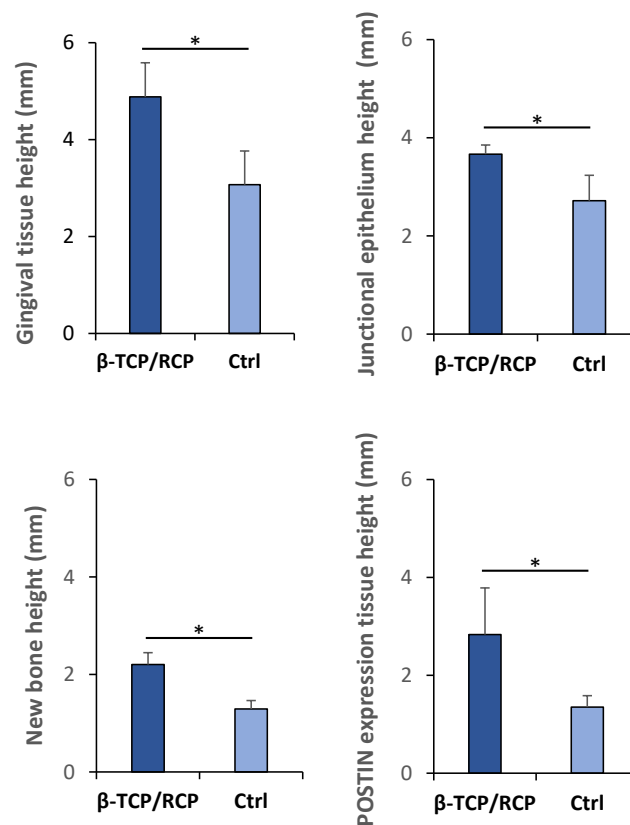 Gingival tissue height (mm)
6
4
2
0
*
β-TCP/RCP Ctrl
Junctional epithelium height (mm)
6
4
2
0
*
β-TCP/RCP Ctrl
New bone height (mm)
6
4
2
0
*
β-TCP/RCP Ctrl
POSTIN expression tissue height (mm)
6
4
2
0
*
β-TCP/RCP Ctrl